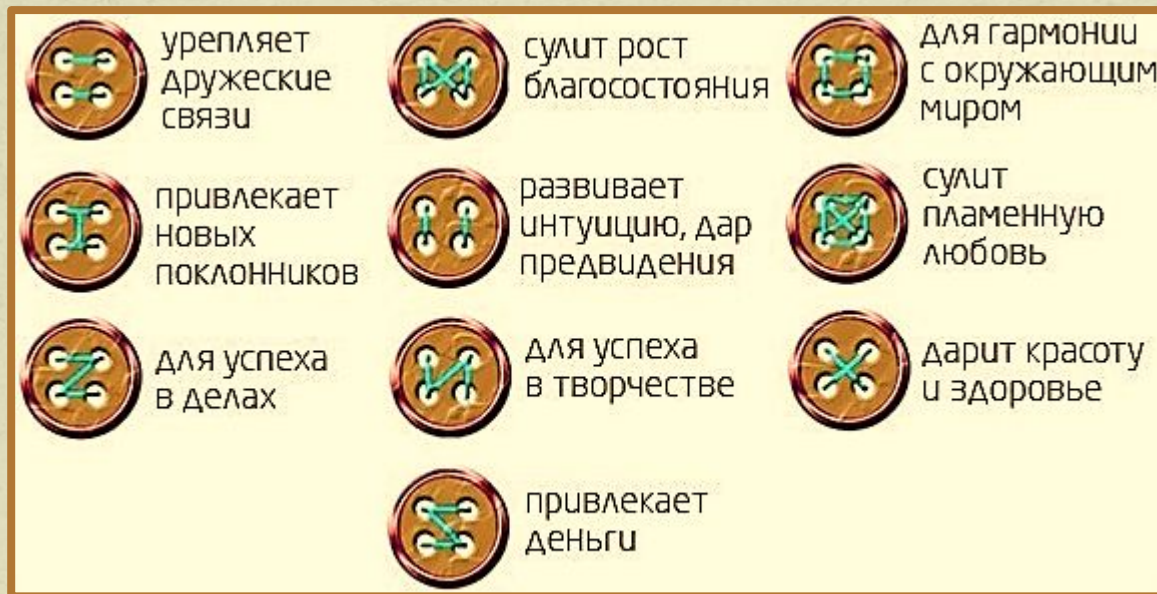 урепляет
дружеские
связи
сулит рост
благосостояния
для гармонии
с окружающим
миром
привлекает
новых
поклонников
развивает
интуицию, дар
предвидения
сулит
пламенную
любовь
для успеха
в делах
для успеха
в творчестве
дарит красоту
и здоровье
привлекает
деньги